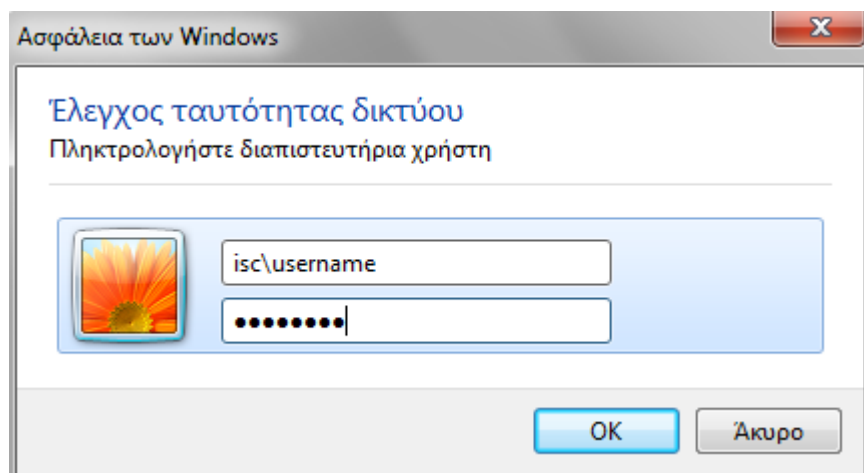 Ασφάλεια των Windows
Έλεγχος ταυτότητας δικτύου
Πληκτρολογήστε διαπιστευτήρια χρήστη
isc\username
●●●●●●●●
OK
Άκυρο